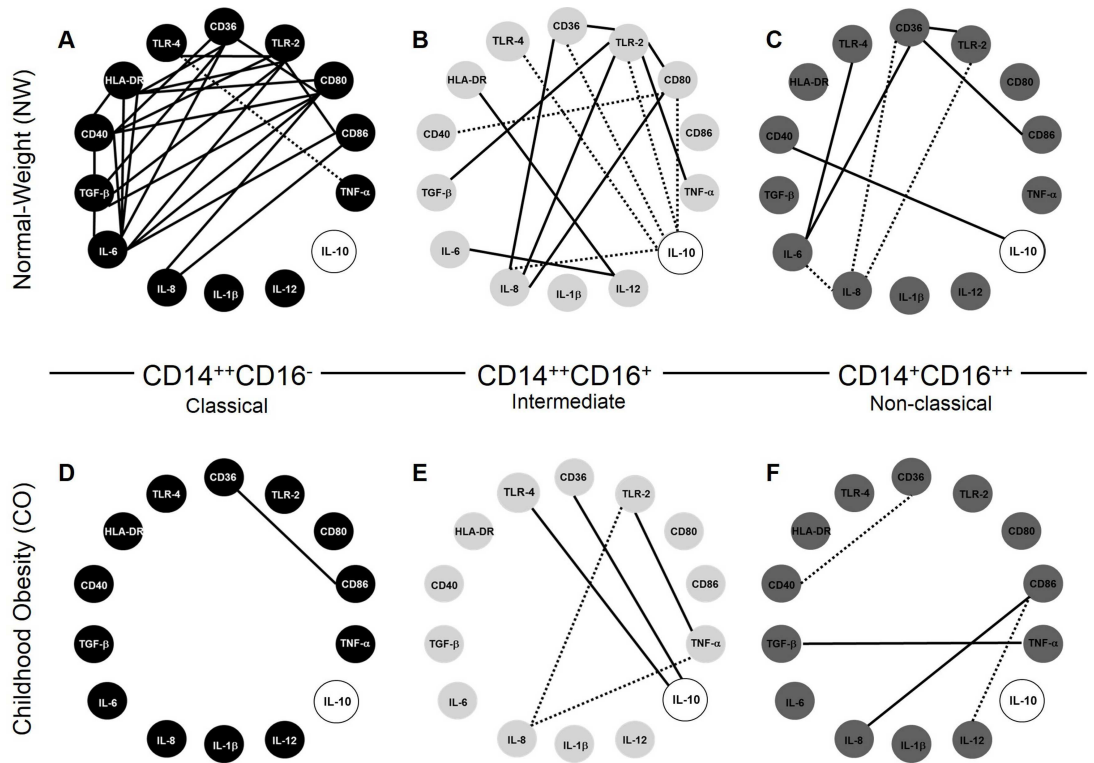 Normal-Weight (NW)
A
CD36
TLR-4
TLR-2
HLA-DR
CD80
CD40
CD86
TGF-β
TNF-α
IL-6
IL-10
IL-8
IL-1β
IL-12
B
CD36
TLR-4
TLR-2
HLA-DR
CD80
CD40
CD86
TGF-β
TNF-α
IL-6
IL-10
IL-8
IL-1β
IL-12
C
CD36
TLR-4
TLR-2
HLA-DR
CD80
CD40
CD86
TGF-β
TNF-α
IL-6
IL-10
IL-8
IL-1β
IL-12
CD14++CD16-
Classical
CD14++CD16+
Intermediate
CD14+CD16++
Non-classical
Childhood Obesity (CO)
D
CD36
TLR-4
TLR-2
HLA-DR
CD80
CD40
CD86
TGF-β
TNF-α
IL-6
IL-10
IL-8
IL-1β
IL-12
E
CD36
TLR-4
TLR-2
HLA-DR
CD80
CD40
CD86
TGF-β
TNF-α
IL-6
IL-10
IL-8
IL-1β
IL-12
F
CD36
TLR-4
TLR-2
HLA-DR
CD80
CD40
CD86
TGF-β
TNF-α
IL-6
IL-10
IL-8
IL-1β
IL-12